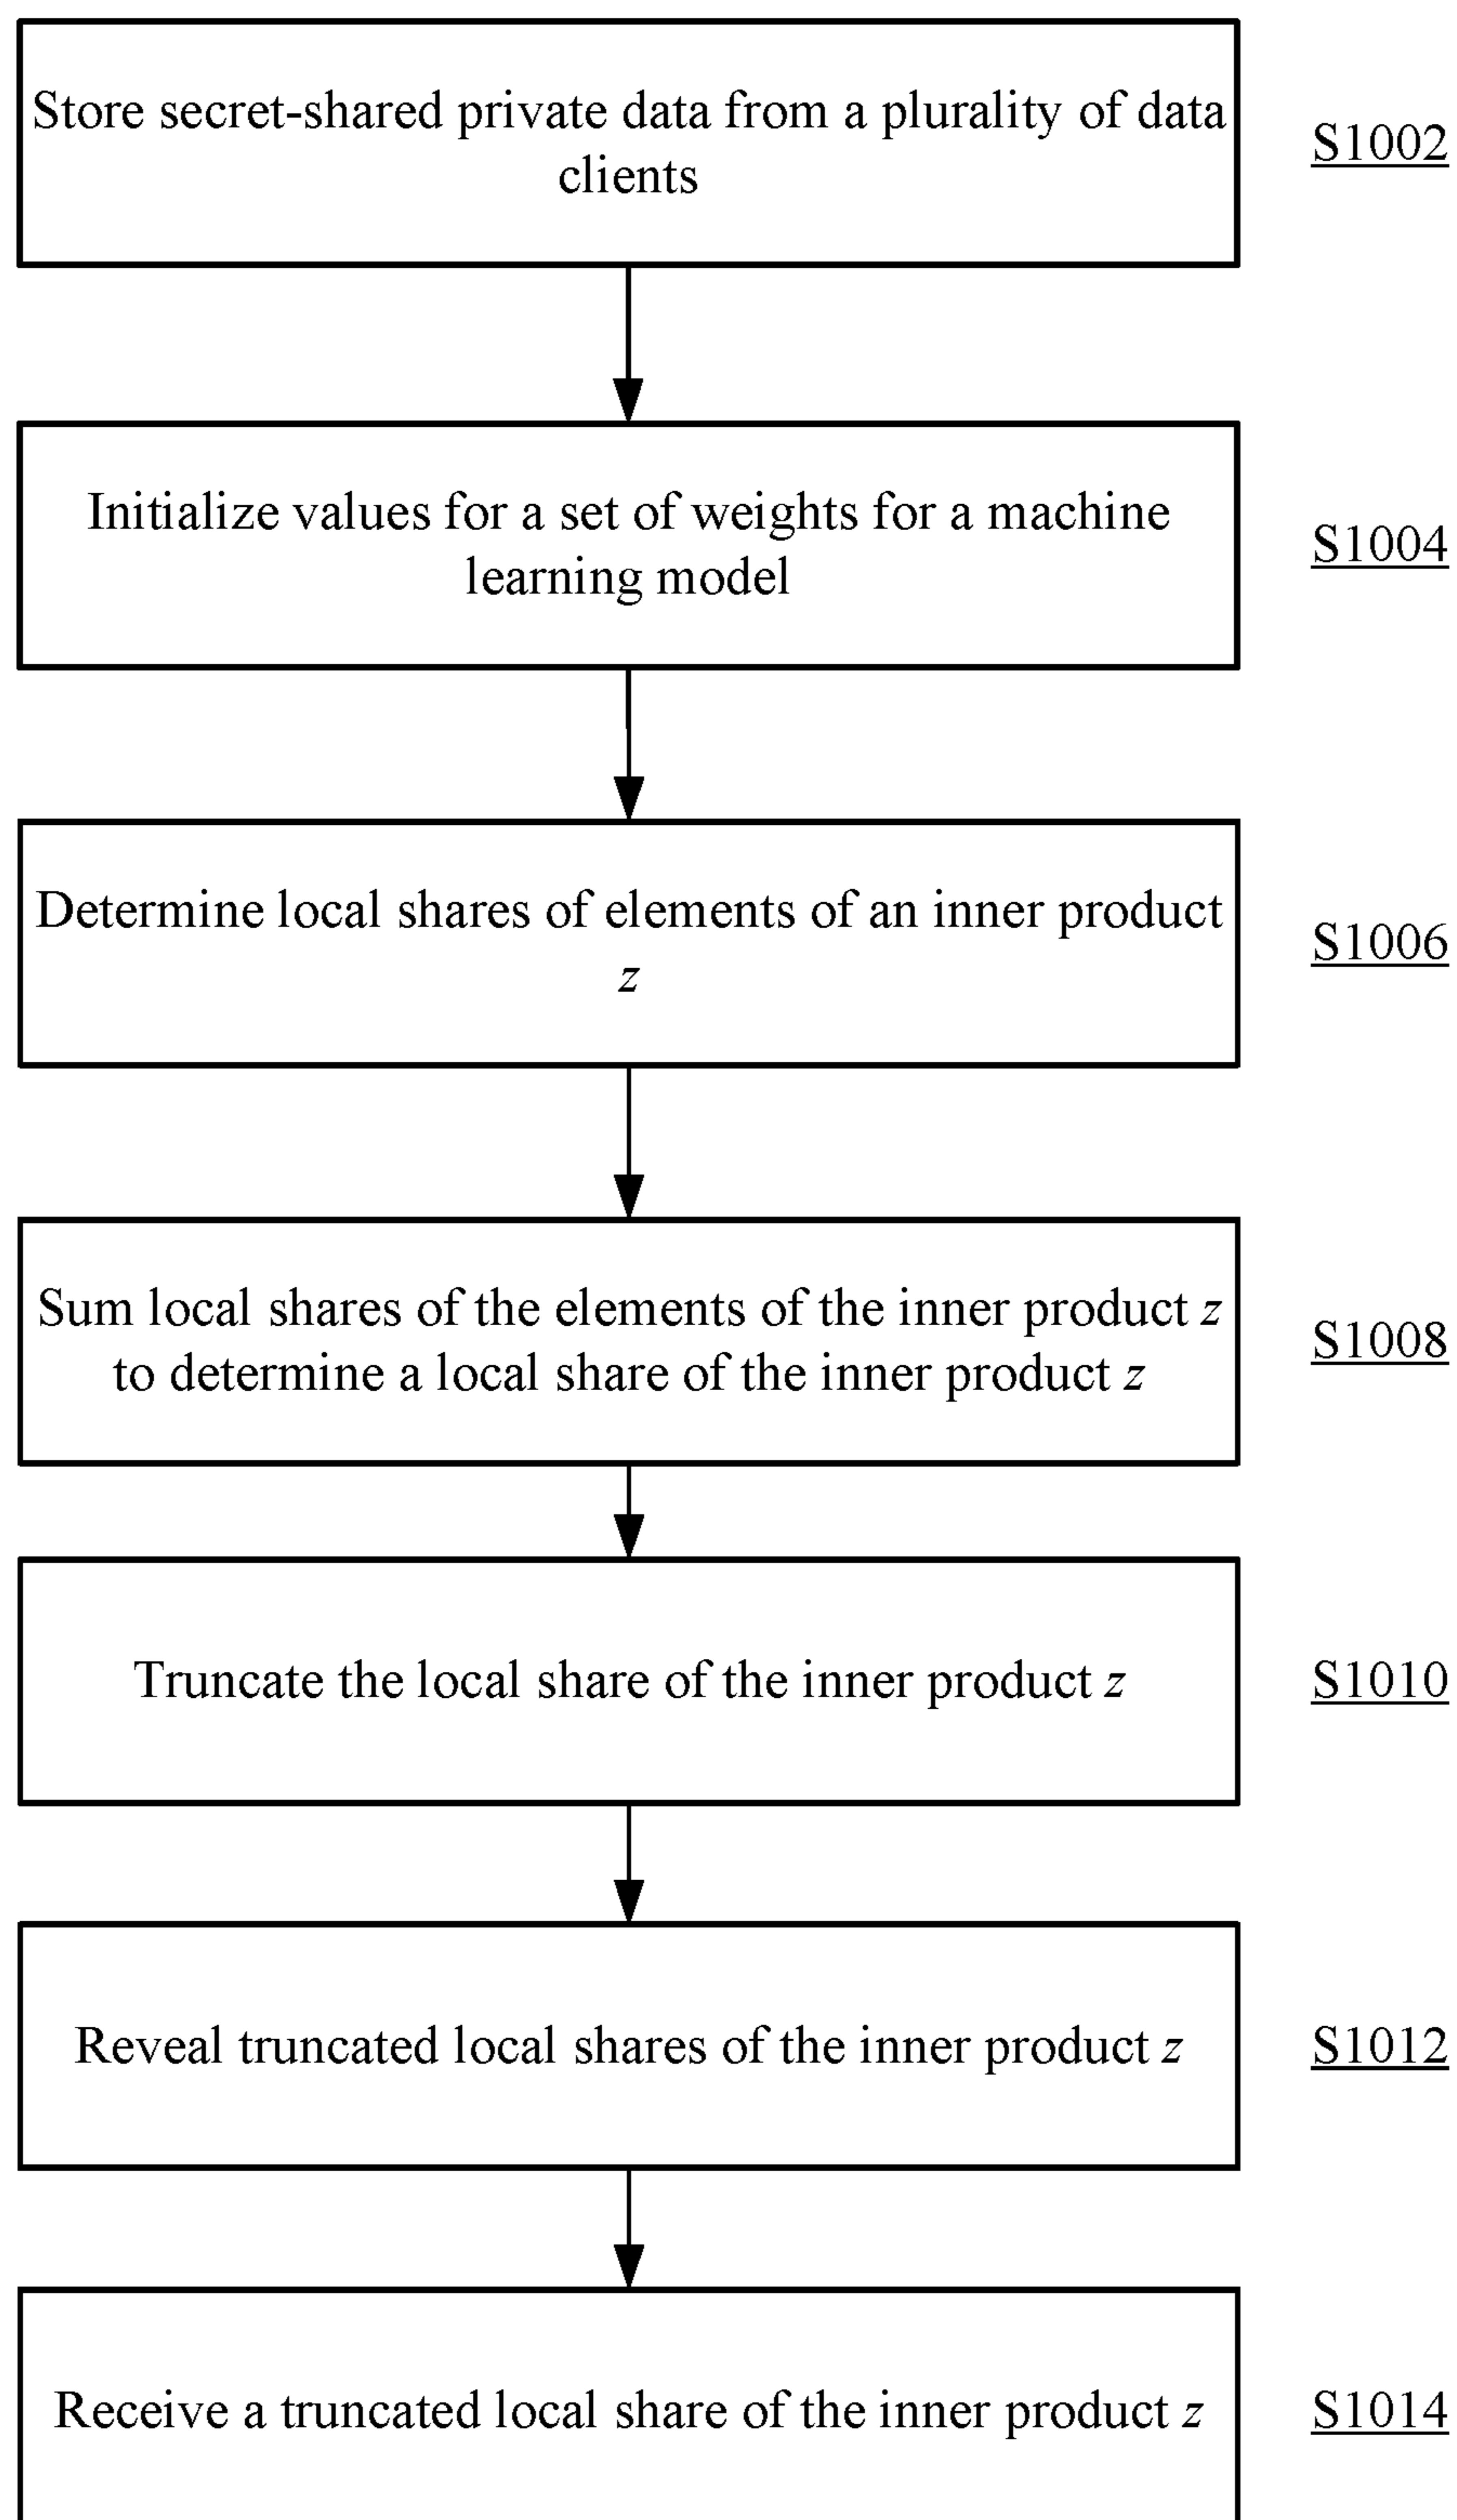 Store secret-shared private data from a plurality of data
clients
S1002
Initialize values for a set of weights for a machine
learning model
S1004
Determine local shares of elements of an inner product
z
S1006
Sum local shares of the elements of the inner product z
to determine a local share of the inner product z
S1008
Truncate the local share of the inner product z
S1010
Reveal truncated local shares of the inner product z
S1012
Receive a truncated local share of the inner product z
S1014